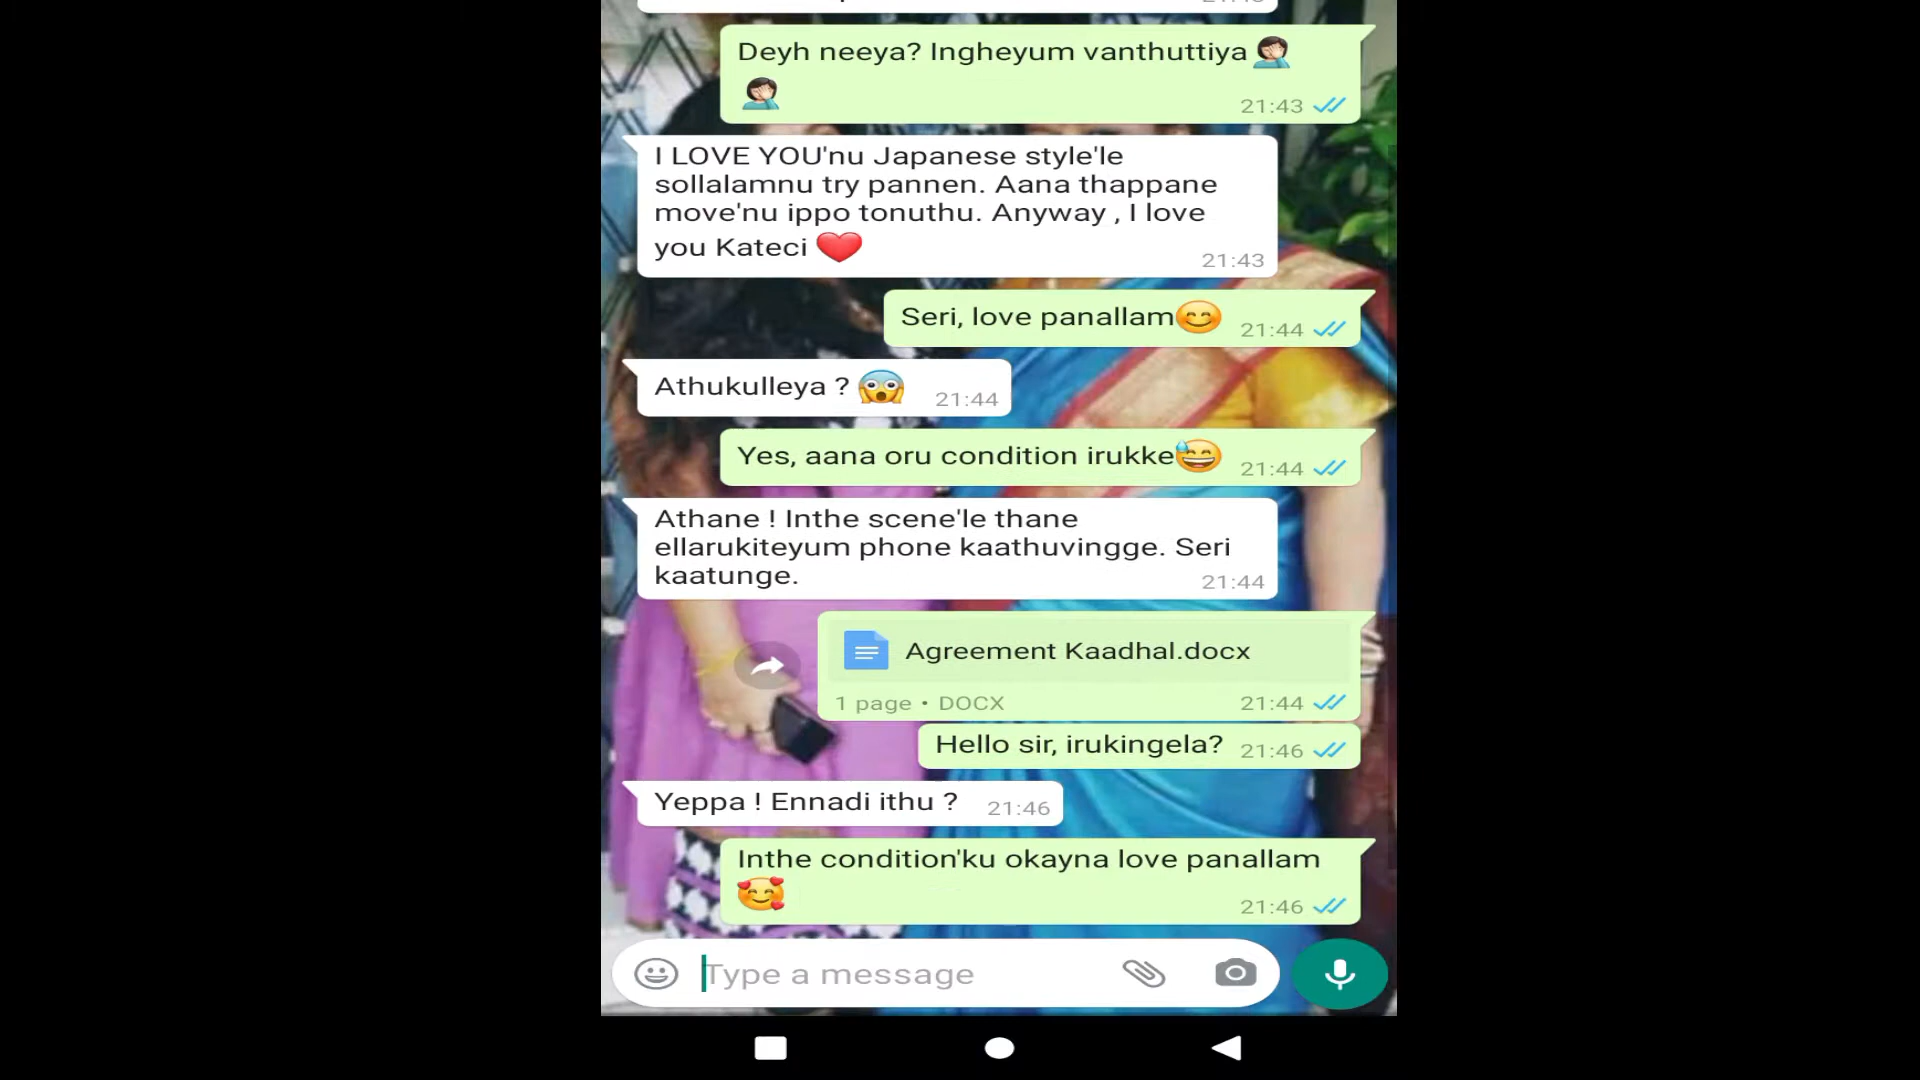 Deyh neeya? Ingheyum vanthuttiya🤦🏻‍♀️
🤦🏻‍♀️
21:43
I LOVE YOU'nu Japanese style'le
sollalamnu try pannen. Aana thappane
move'nu ippo tonuthu. Anyway , I love
you Kateci ❤️
21:43
Seri, love panallam😊 21:44
Athukulleya ? 😱 21:44
Yes, aana oru condition irukke😅 21:44
Athane ! Inthe scene'le thane
ellarukiteyum phone kaathuvingge. Seri
kaatunge.
21:44
Agreement Kaadhal.docx
1 page • DOCX 21:44
Hello sir, irukingela? 21:46
Yeppa ! Ennadi ithu ? 21:46
Inthe condition'ku okayna love panallam
🥰
21:46
Type a message